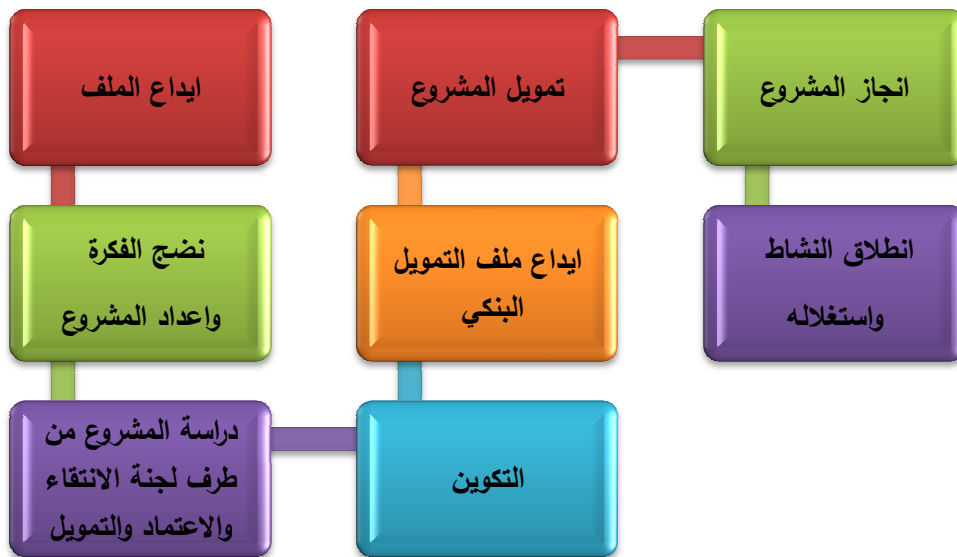 ايداع الملف
نضج الفكرة
واعداد المشروع
دراسة المشروع من
طرف لجنة الانتقاء
والاعتماد والتمويل
التكوين
ايداع ملف التمويل
البنكي
تمويل المشروع
انجاز المشروع
انطلاق النشاط
واستغلاله